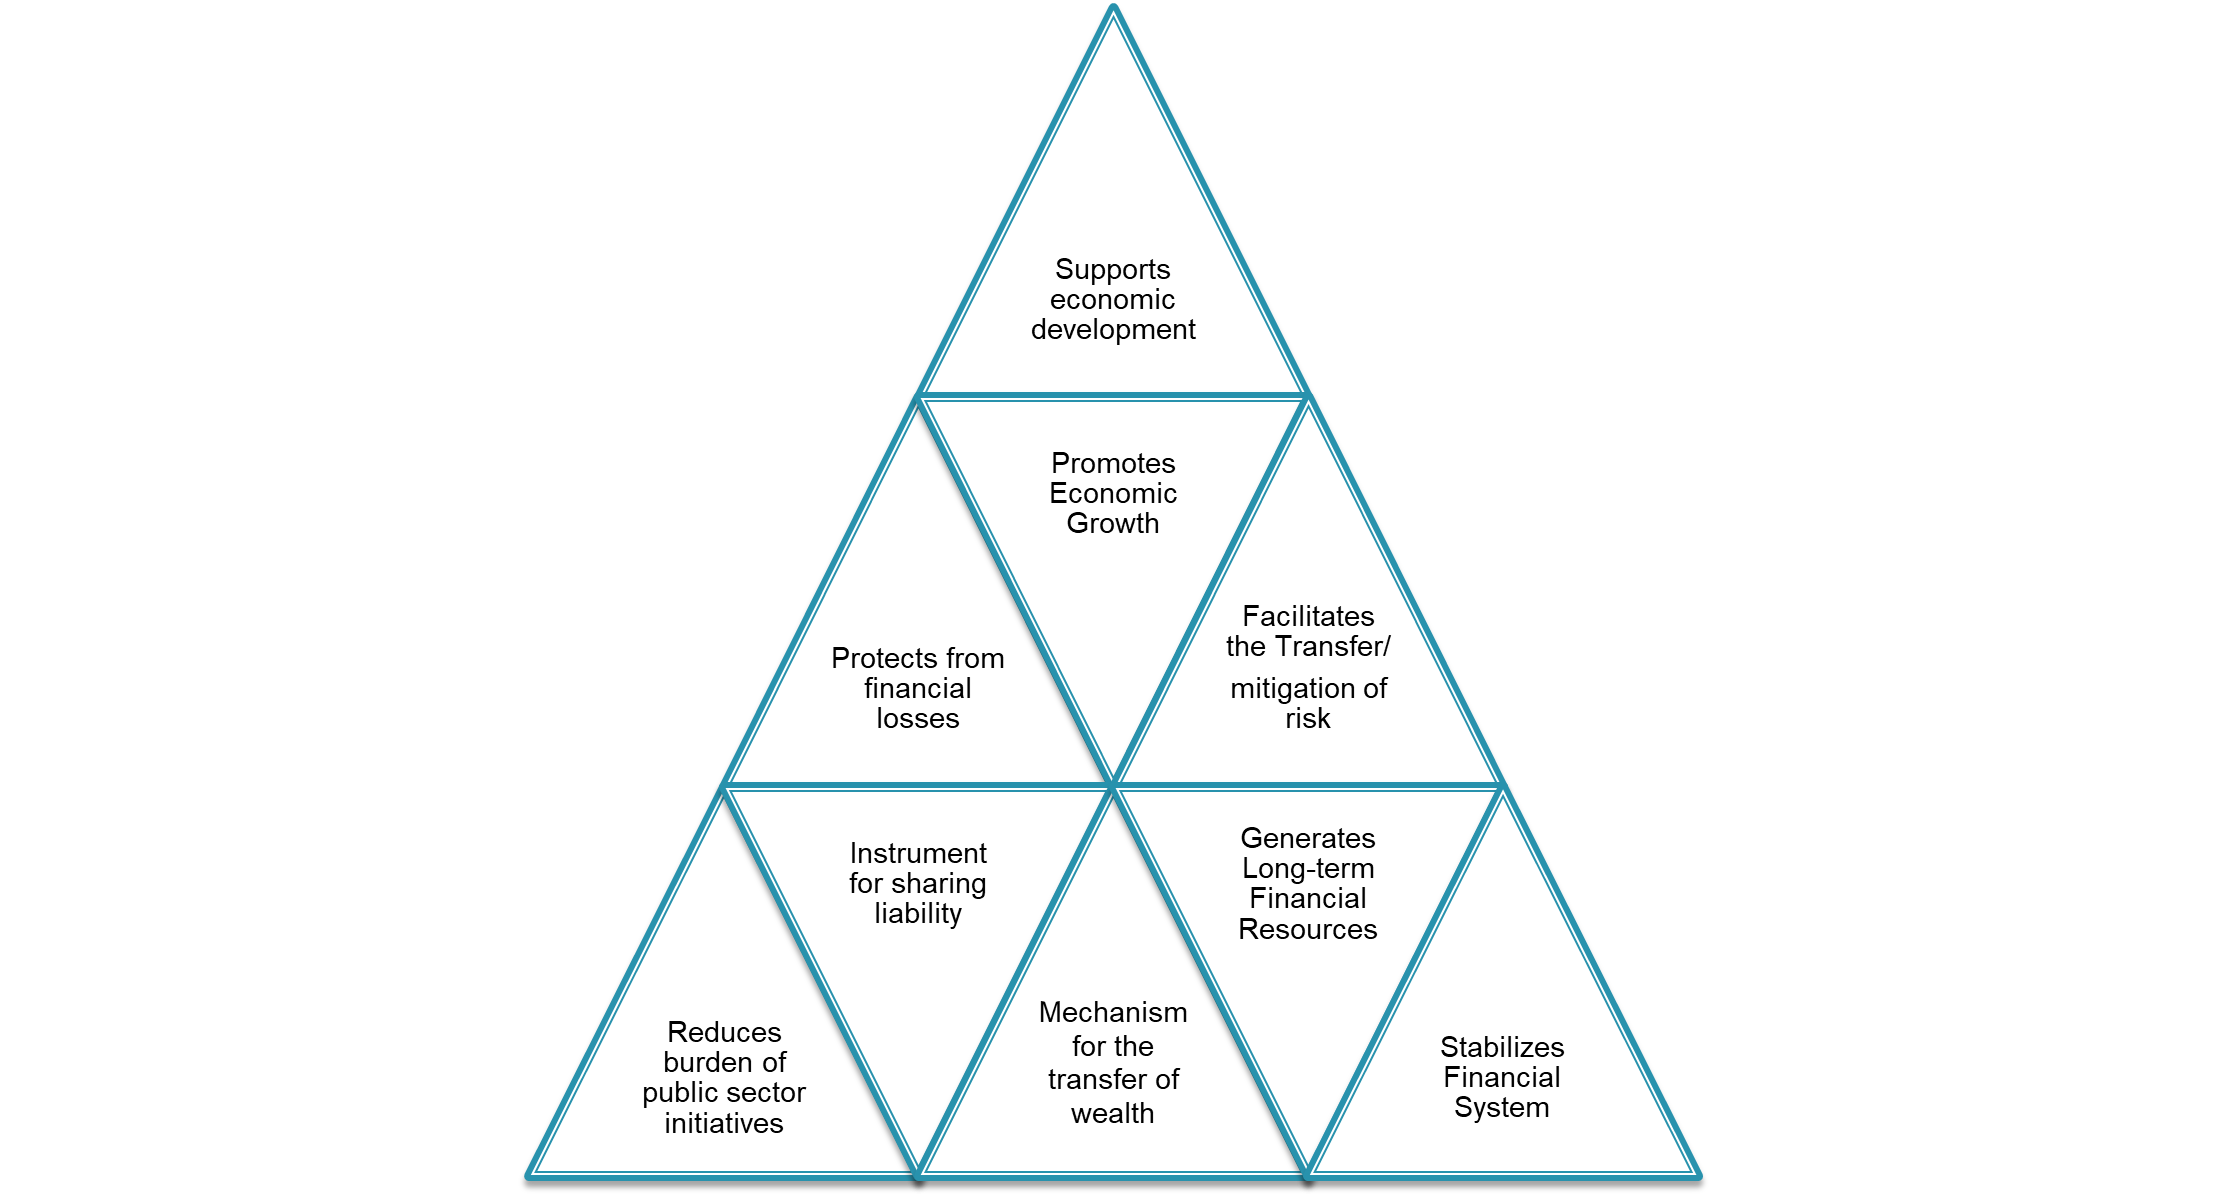 Supports
economic
development
Promotes
Economic
Growth
Protects from
financial
losses
Facilitates
the Transfer/
mitigation of
risk
Reduces
burden of
public sector
initiatives
Instrument
for sharing
liability
Mechanism
for the
transfer of
wealth
Generates
Long-term
Financial
Resources
Stabilizes
Financial
System